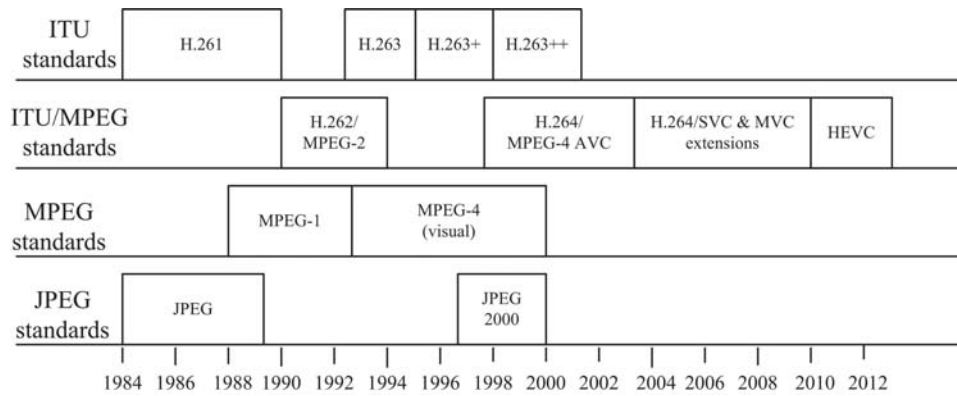 ITU
standards
H.261
H.263
H.263+
H.263++
ITU/MPEG
standards
H.262/
MPEG-2
H.264/
MPEG-4 AVC
H.264/SVC & MVC
extensions
HEVC
MPEG
standards
MPEG-1
MPEG-4
(visual)
JPEG
standards
JPEG
JPEG
2000
1984 1986 1988 1990 1992 1994 1996 1998 2000 2002 2004 2006 2008 2010 2012